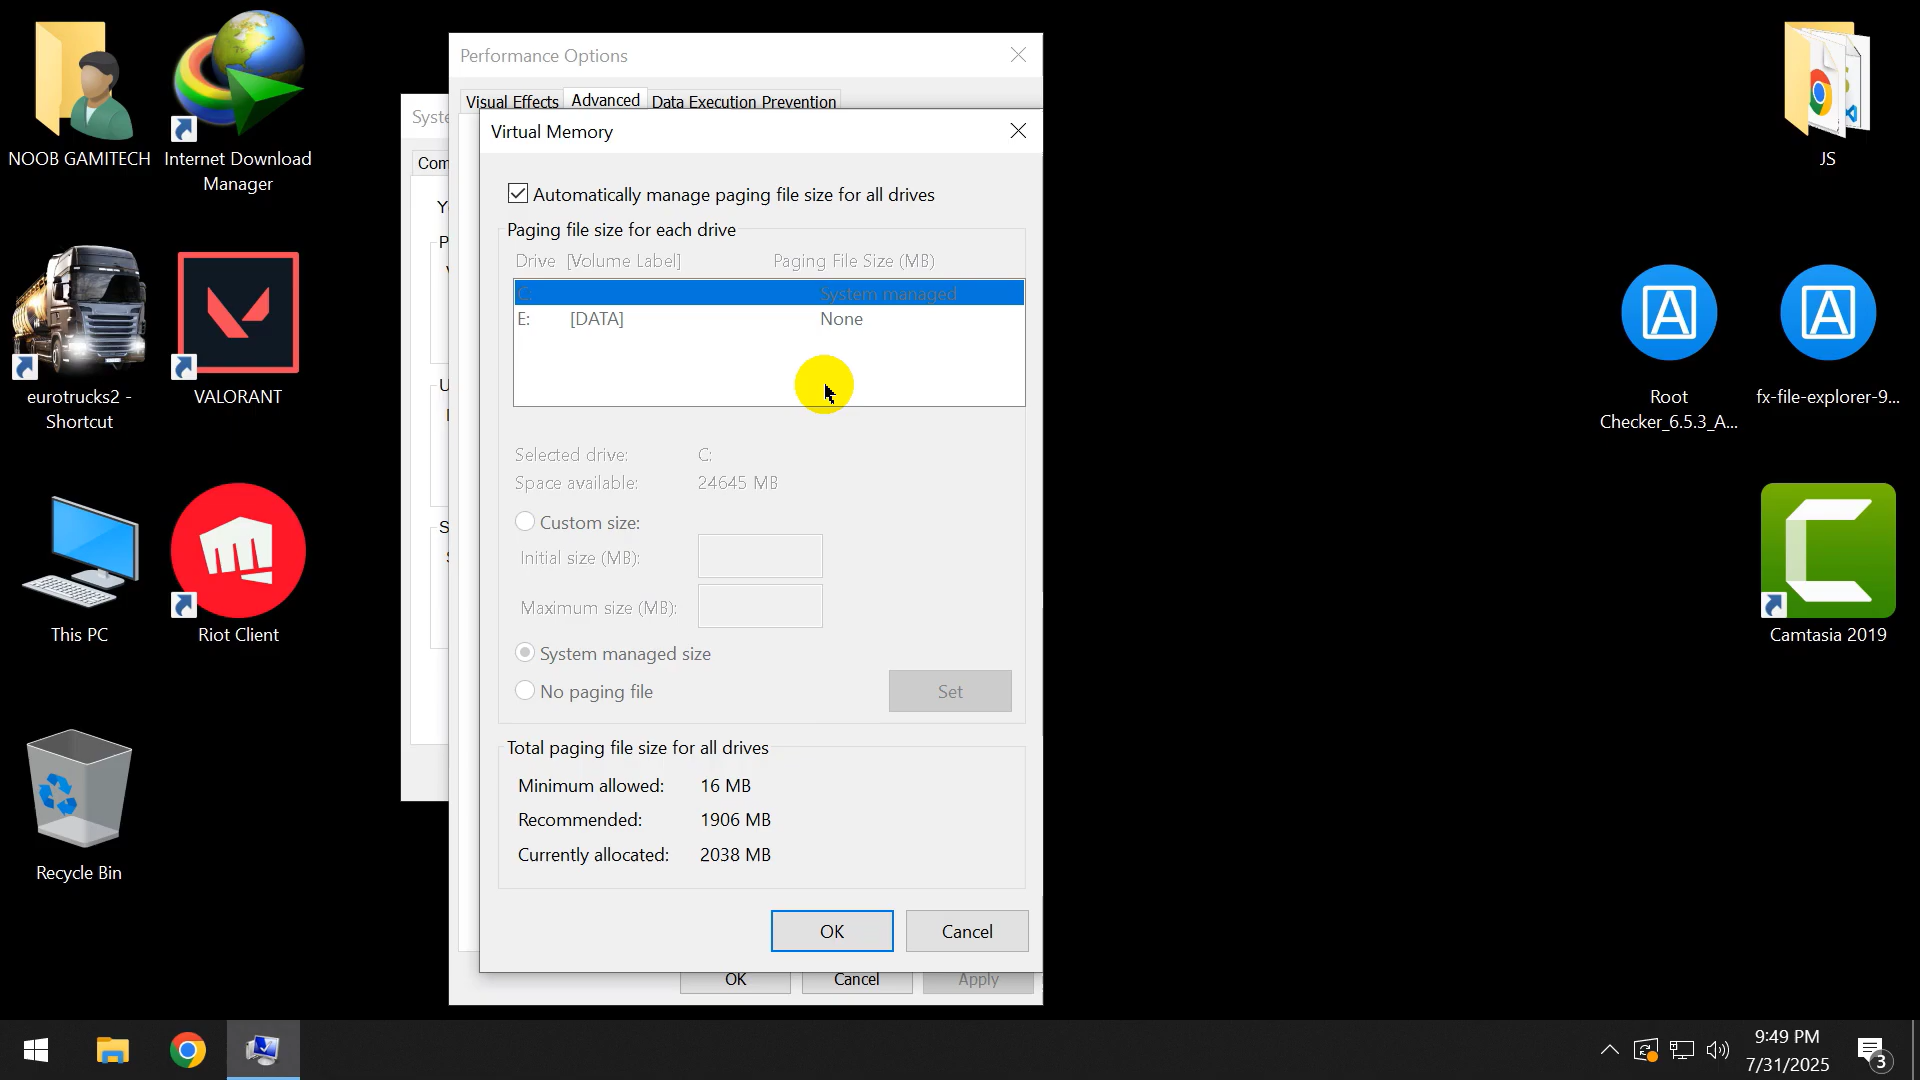 NOOB GAMITECH
Internet Download
Manager
eurotrucks2 -
Shortcut
VALORANT
This PC
Riot Client
Recycle Bin
Performance Options
Visual Effects
Advanced
Data Execution Prevention
Syste
Com
Virtual Memory
Automatically manage paging file size for all drives
Paging file size for each drive
Drive [Volume Label] Paging File Size (MB)
C: System managed
E: [DATA] None
Selected drive: C:
Space available: 24645 MB
Custom size:
Initial size (MB):
Maximum size (MB):
System managed size
No paging file
Set
Total paging file size for all drives
Minimum allowed: 16 MB
Recommended: 1906 MB
Currently allocated: 2038 MB
OK Cancel
OK Cancel Apply
JS
Root
Checker_6.5.3_A...
fx-file-explorer-9...
Camtasia 2019
9:49 PM
7/31/2025
3